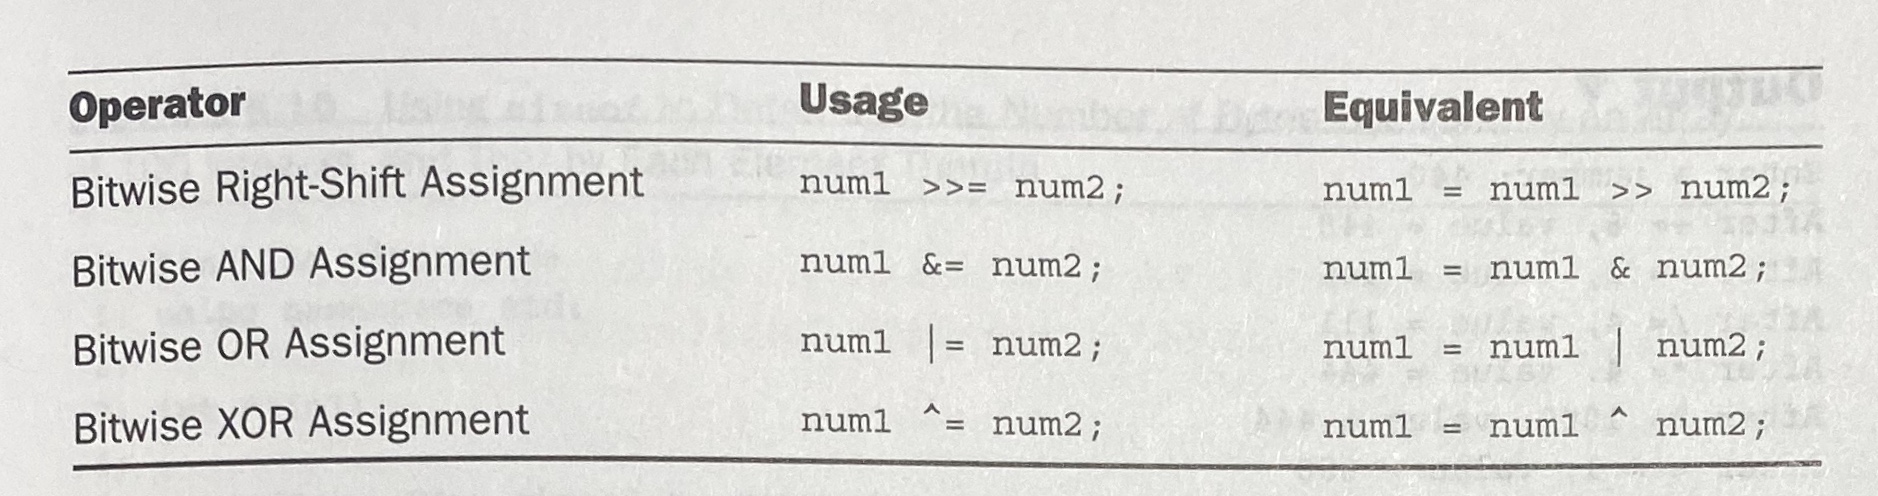 Operator Usage Equivalent
Bitwise Right-Shift Assignment num1 >>= num2; num1 = num1 >> num2;
Bitwise AND Assignment num1 &= num2; num1 = num1 & num2;
Bitwise OR Assignment num1 |= num2; num1 = num1 | num2;
Bitwise XOR Assignment num1 ^= num2; num1 = num1 ^ num2;